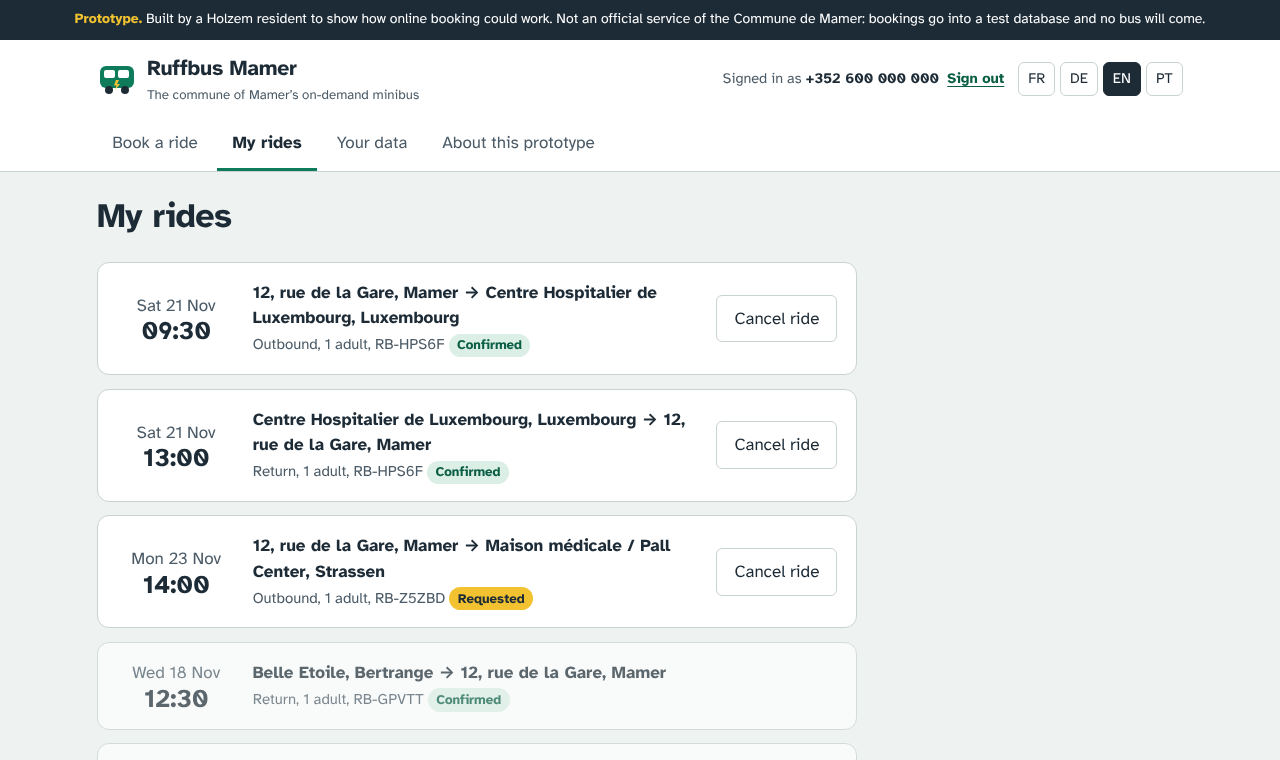 Prototype. Built by a Holzem resident to show how online booking could work. Not an official service of the Commune de Mamer: bookings go into a test database and no bus will come.
Ruffbus Mamer
The commune of Mamer's on-demand minibus
Signed in as +352 600 000 000 Sign out
FR DE EN PT
Book a ride My rides Your data About this prototype
My rides
Sat 21 Nov
09:30
12, rue de la Gare, Mamer → Centre Hospitalier de
Luxembourg, Luxembourg
Outbound, 1 adult, RB-HPS6F Confirmed
Cancel ride
Sat 21 Nov
13:00
Centre Hospitalier de Luxembourg, Luxembourg → 12,
rue de la Gare, Mamer
Return, 1 adult, RB-HPS6F Confirmed
Cancel ride
Mon 23 Nov
14:00
12, rue de la Gare, Mamer → Maison médicale / Pall
Center, Strassen
Outbound, 1 adult, RB-Z5ZBD Requested
Cancel ride
Wed 18 Nov
12:30
Belle Etoile, Bertrange → 12, rue de la Gare, Mamer
Return, 1 adult, RB-GPVTT Confirmed